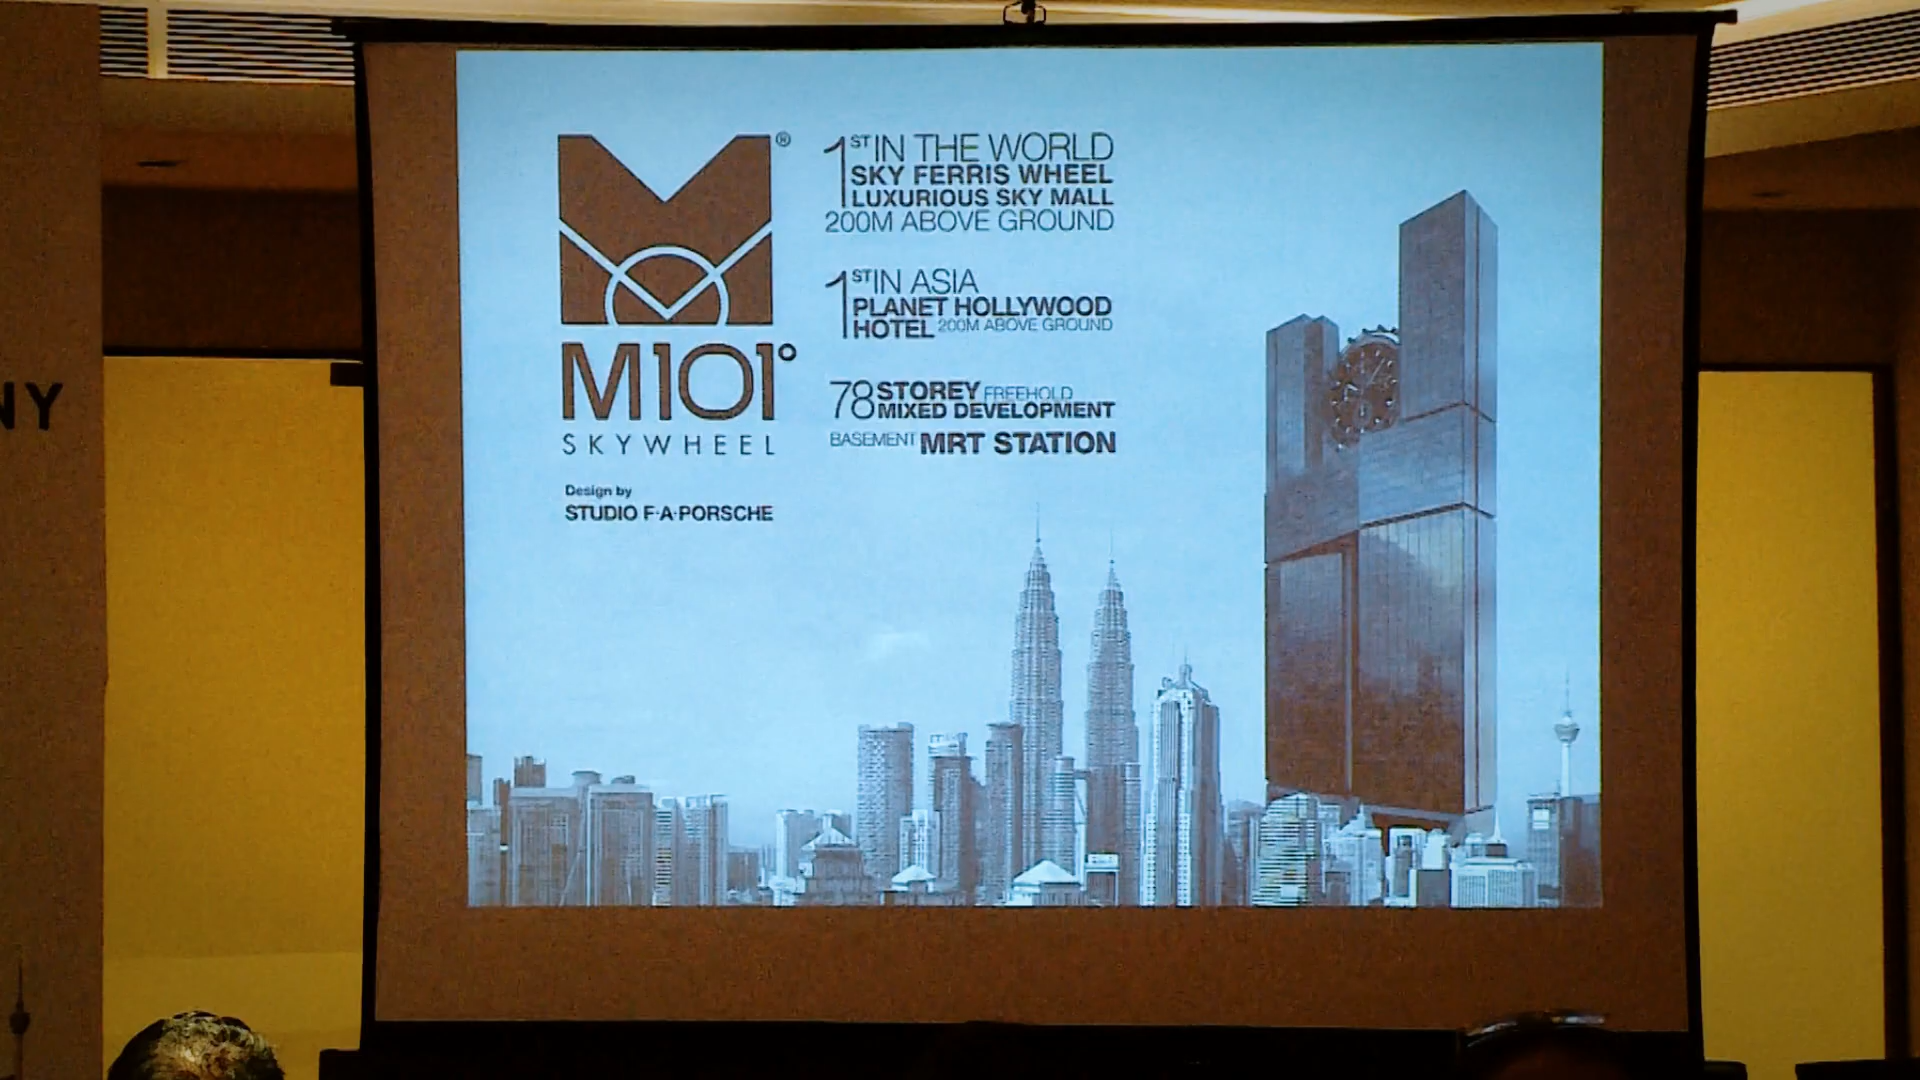 NY
®
M101°
SKYWHEEL
Design by
STUDIO F·A·PORSCHE
1ST IN THE WORLD
SKY FERRIS WHEEL
LUXURIOUS SKY MALL
200M ABOVE GROUND
1ST IN ASIA
PLANET HOLLYWOOD
HOTEL 200M ABOVE GROUND
78 STOREY FREEHOLD
MIXED DEVELOPMENT
BASEMENT MRT STATION